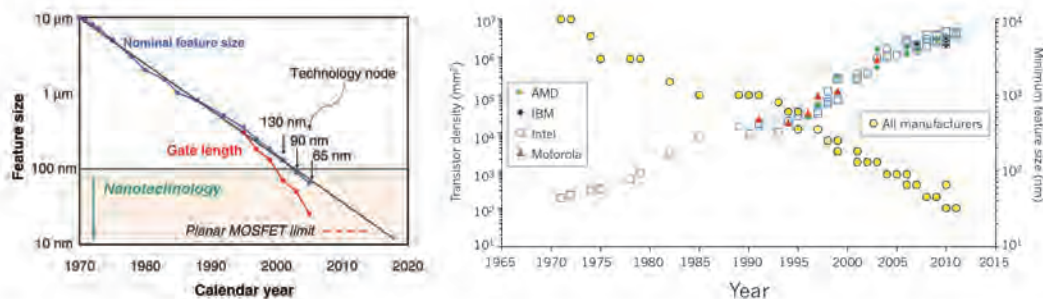 10 μm
1 μm
100 nm
10 nm
Feature size
Nominal feature size
Technology node
130 nm
90 nm
65 nm
Gate length
Nanotechnology
Planar MOSFET limit
1970
1980
1990
2000
2010
2020
Calendar year
10⁷
10⁶
10⁵
10⁴
10³
10²
10¹
Transistor density (mm²)
AMD
IBM
Intel
Motorola
All manufacturers
10⁴
10³
10²
10¹
Minimum feature size (nm)
1965
1970
1975
1980
1985
1990
1995
2000
2005
2010
2015
Year